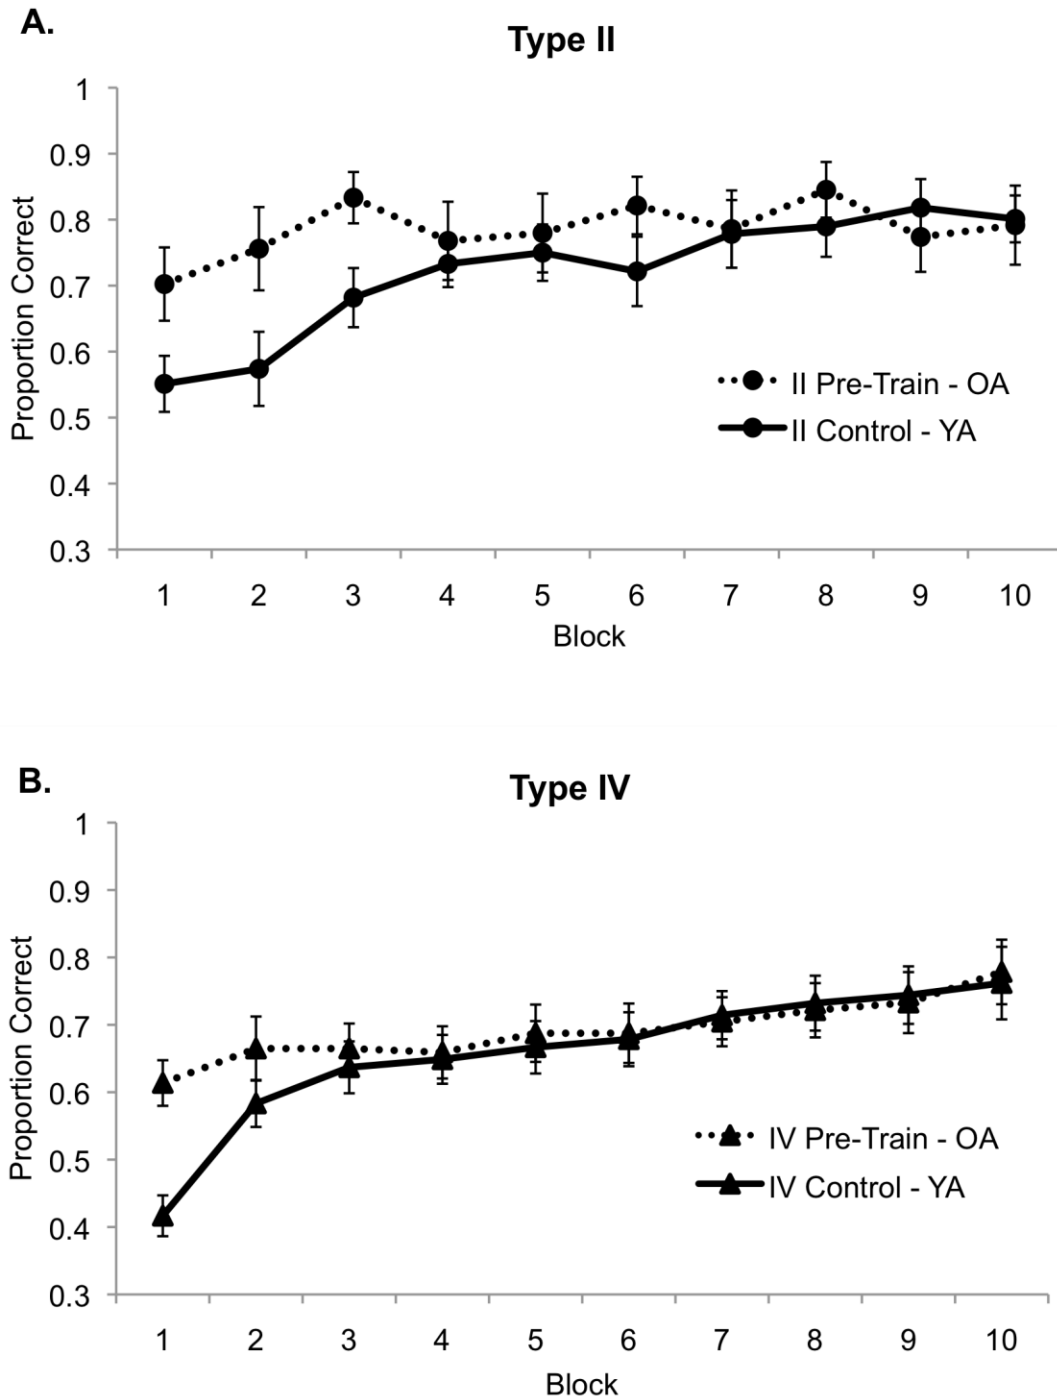 A.
Type II
1
0.9
0.8
0.7
0.6
0.5
0.4
0.3
Proportion Correct
II Pre-Train - OA
II Control - YA
1 2 3 4 5 6 7 8 9 10
Block
B.
Type IV
1
0.9
0.8
0.7
0.6
0.5
0.4
0.3
Proportion Correct
IV Pre-Train - OA
IV Control - YA
1 2 3 4 5 6 7 8 9 10
Block